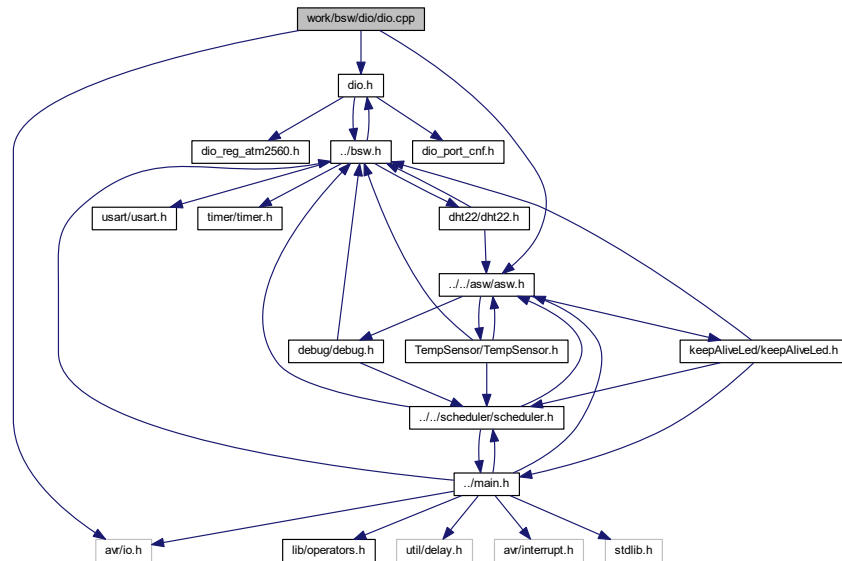 work/bsw/dio/dio.cpp
dio.h
dio_reg_atm2560.h
../bsw.h
dio_port_cnf.h
usart/usart.h
timer/timer.h
dht22/dht22.h
../../asw/asw.h
debug/debug.h
TempSensor/TempSensor.h
keepAliveLed/keepAliveLed.h
../../scheduler/scheduler.h
../main.h
avr/io.h
lib/operators.h
util/delay.h
avr/interrupt.h
stdlib.h